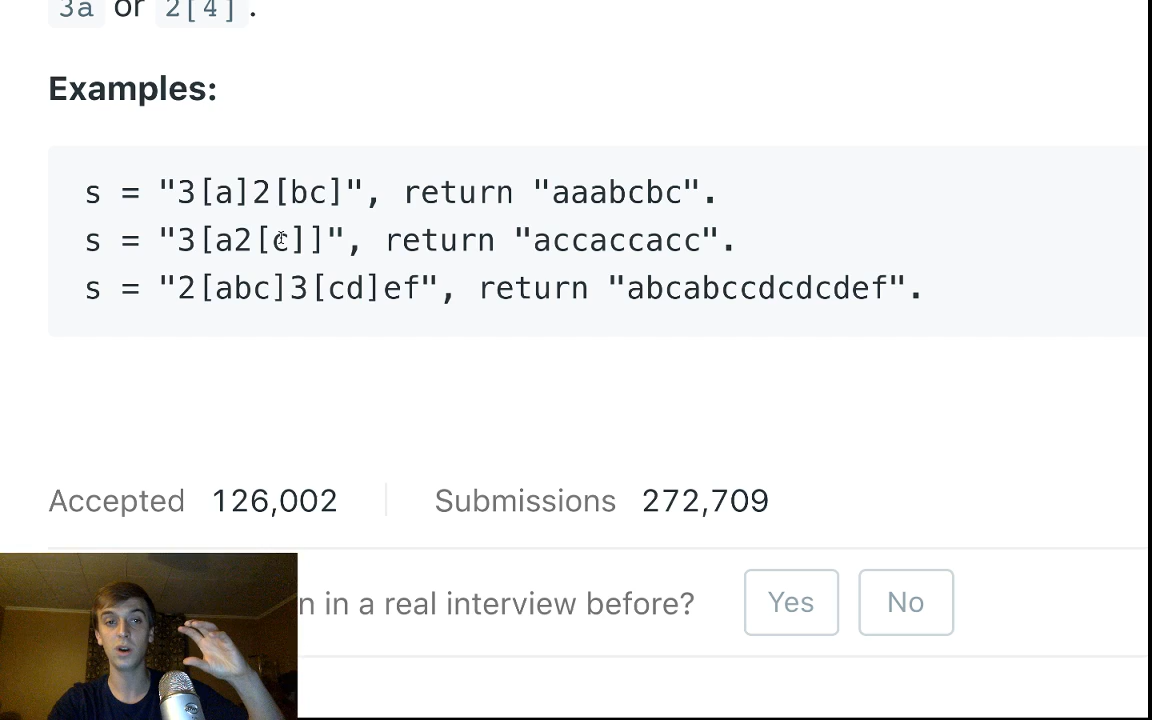 3a or 2[4].
Examples:
s = "3[a]2[bc]", return "aaabcbc".
s = "3[a2[c]]", return "accaccacc".
s = "2[abc]3[cd]ef", return "abcabccdcdcdef".
Accepted 126,002 Submissions 272,709
n in a real interview before? Yes No